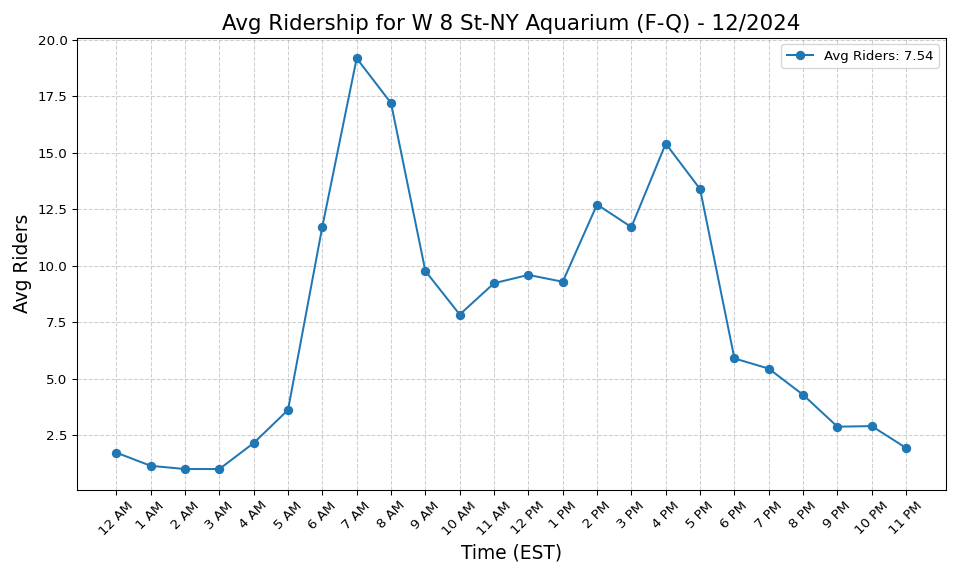 Avg Ridership for W 8 St-NY Aquarium (F-Q) - 12/2024
Avg Riders: 7.54
20.0
17.5
15.0
12.5
10.0
7.5
5.0
2.5
Avg Riders
12 AM
1 AM
2 AM
3 AM
4 AM
5 AM
6 AM
7 AM
8 AM
9 AM
10 AM
11 AM
12 PM
1 PM
2 PM
3 PM
4 PM
5 PM
6 PM
7 PM
8 PM
9 PM
10 PM
11 PM
Time (EST)